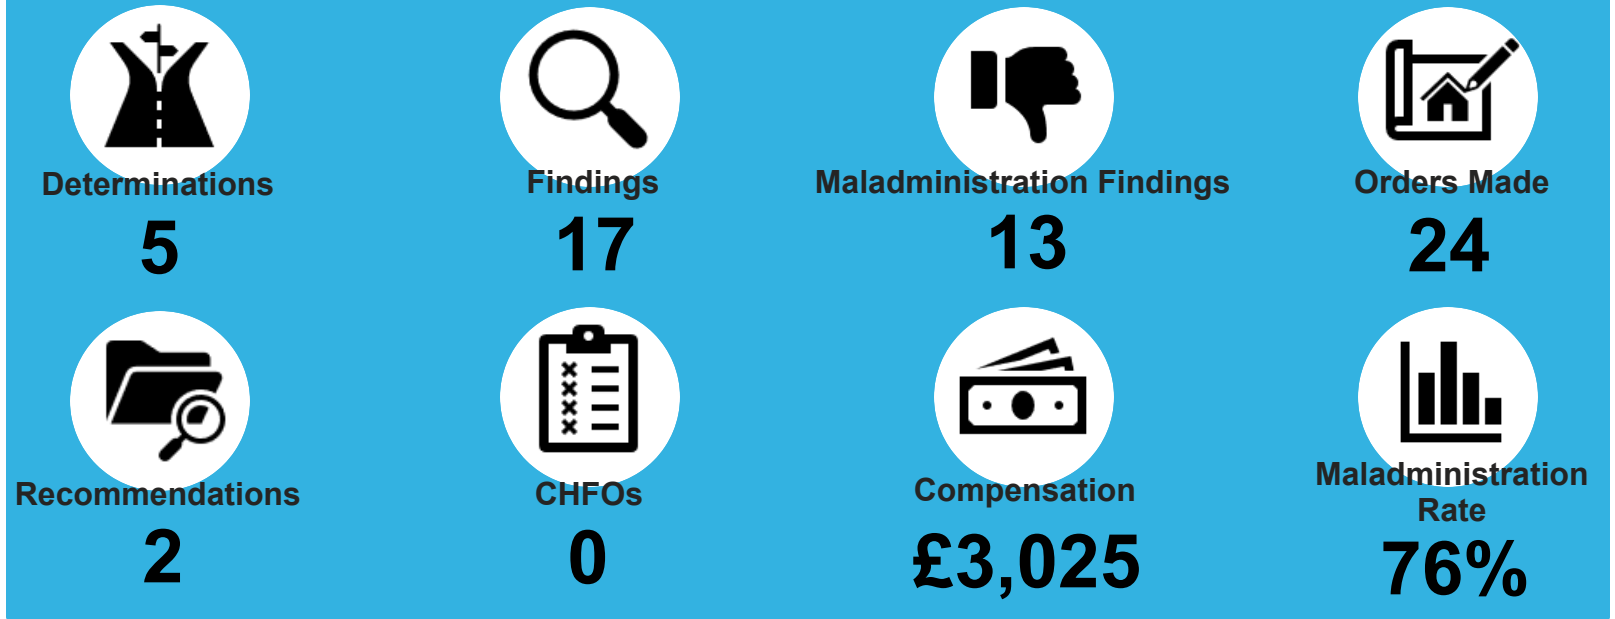 Determinations
5
Findings
17
Maladministration Findings
13
Orders Made
24
Recommendations
2
CHFOs
0
Compensation
£3,025
Maladministration
Rate
76%